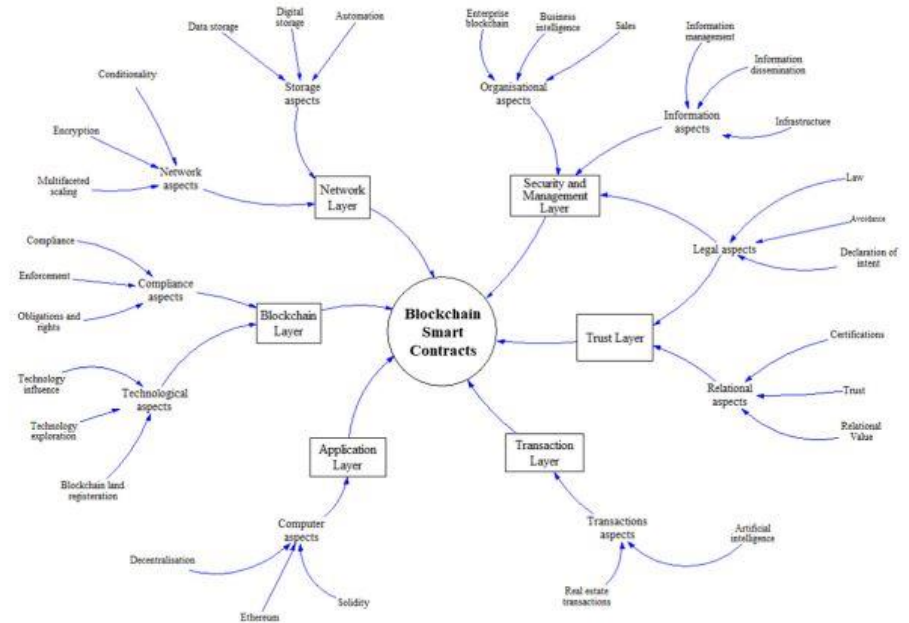 Data storage
Digital
storage
Automation
Storage
aspects
Conditionality
Encryption
Multifaceted
scaling
Network
aspects
Network
Layer
Enterprise
blockchain
Business
intelligence
Sales
Organisational
aspects
Information
management
Information
dissemination
Infrastructure
Information
aspects
Security and
Management
Layer
Law
Avoidance
Declaration of
intent
Legal aspects
Compliance
Enforcement
Obligations and
rights
Compliance
aspects
Blockchain
Layer
Blockchain
Smart
Contracts
Trust Layer
Certifications
Trust
Relational
Value
Relational
aspects
Technology
influence
Technology
exploration
Blockchain land
registeration
Technological
aspects
Application
Layer
Transaction
Layer
Computer
aspects
Decentralisation
Ethereum
Solidity
Transactions
aspects
Artificial
intelligence
Real estate
transactions